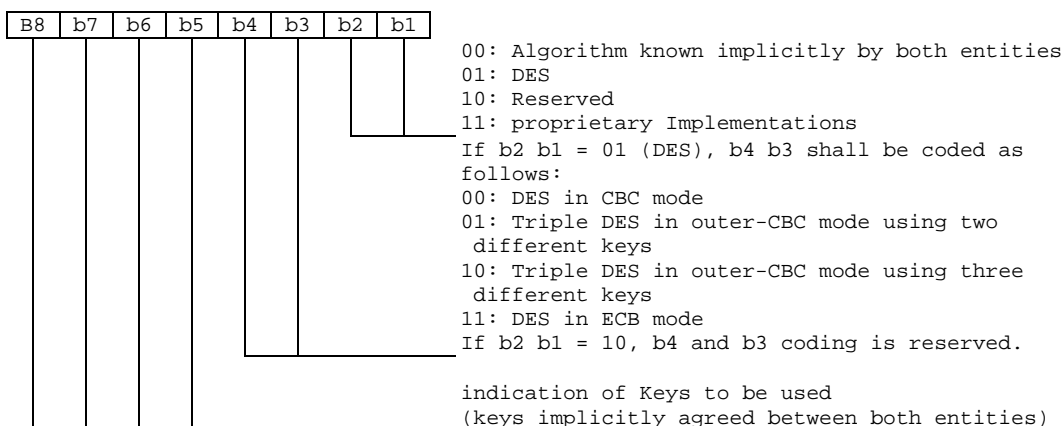 B8 b7 b6 b5 b4 b3 b2 b1
00: Algorithm known implicitly by both entities
01: DES
10: Reserved
11: proprietary Implementations
If b2 b1 = 01 (DES), b4 b3 shall be coded as
follows:
00: DES in CBC mode
01: Triple DES in outer-CBC mode using two
different keys
10: Triple DES in outer-CBC mode using three
different keys
11: DES in ECB mode
If b2 b1 = 10, b4 and b3 coding is reserved.
indication of Keys to be used
(keys implicitly agreed between both entities)